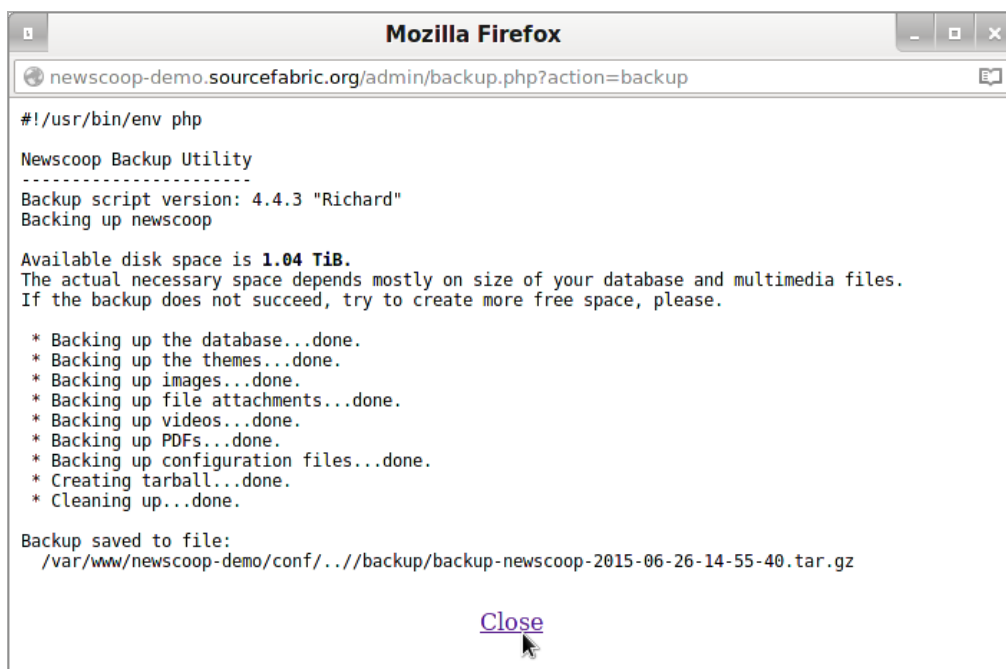 Mozilla Firefox
newscoop-demo.sourcefabric.org/admin/backup.php?action=backup
#!/usr/bin/env php
Newscoop Backup Utility
-----------------------
Backup script version: 4.4.3 "Richard"
Backing up newscoop
Available disk space is 1.04 TiB.
The actual necessary space depends mostly on size of your database and multimedia files.
If the backup does not succeed, try to create more free space, please.
* Backing up the database...done.
* Backing up the themes...done.
* Backing up images...done.
* Backing up file attachments...done.
* Backing up videos...done.
* Backing up PDFs...done.
* Backing up configuration files...done.
* Creating tarball...done.
* Cleaning up...done.
Backup saved to file:
/var/www/newscoop-demo/conf/..//backup/backup-newscoop-2015-06-26-14-55-40.tar.gz
Close